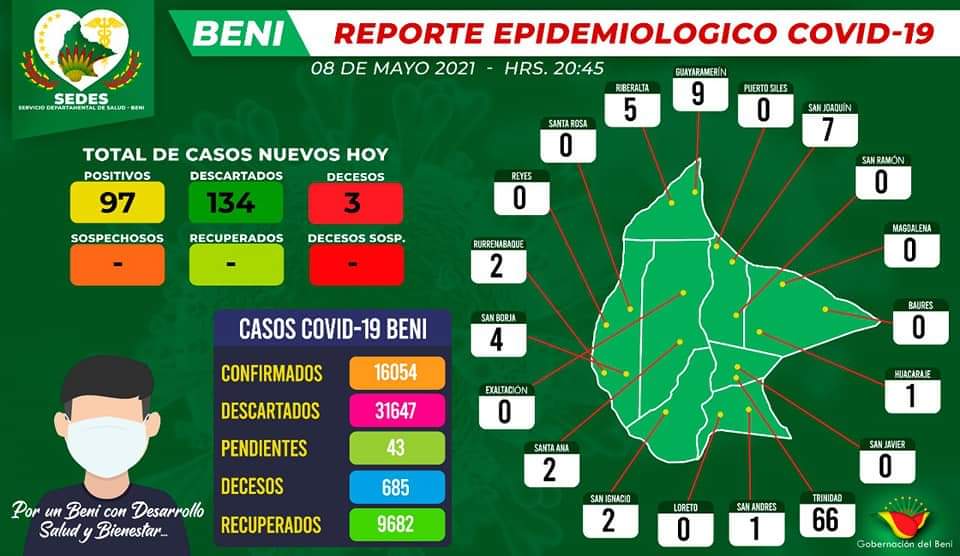 SEDES
SERVICIO DEPARTAMENTAL DE SALUD - BENI
BENI
REPORTE EPIDEMIOLOGICO COVID-19
08 DE MAYO 2021 - HRS. 20:45
TOTAL DE CASOS NUEVOS HOY
POSITIVOS
97
DESCARTADOS
134
DECESOS
3
SOSPECHOSOS
-
RECUPERADOS
-
DECESOS SOSP.
-
CASOS COVID-19 BENI
CONFIRMADOS 16054
DESCARTADOS 31647
PENDIENTES 43
DECESOS 685
RECUPERADOS 9682
Por un Beni con Desarrollo
Salud y Bienestar...
RIBERALTA
5
GUAYARAMERÍN
9
PUERTO SILES
0
SAN JOAQUÍN
7
SANTA ROSA
0
SAN RAMÓN
0
REYES
0
MAGDALENA
0
RURRENABAQUE
2
BAURES
0
SAN BORJA
4
HUACARAJE
1
EXALTACIÓN
0
SAN JAVIER
0
SANTA ANA
2
SAN IGNACIO
2
LORETO
0
SAN ANDRES
1
TRINIDAD
66
Gobernación del Beni